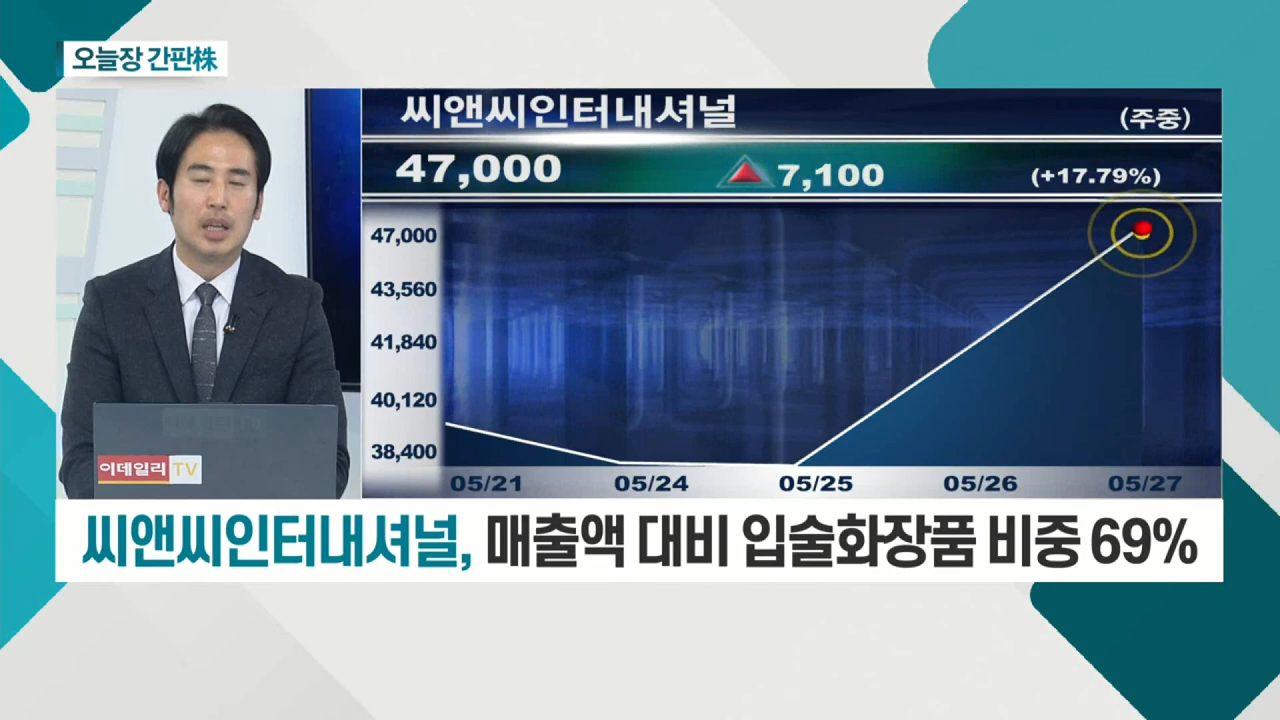 오늘장 간판株
씨앤씨인터내셔널 (주중)
47,000 ▲ 7,100 (+17.79%)
47,000
43,560
41,840
40,120
38,400
05/21 05/24 05/25 05/26 05/27
이데일리 TV
씨앤씨인터내셔널, 매출액 대비 입술화장품 비중 69%